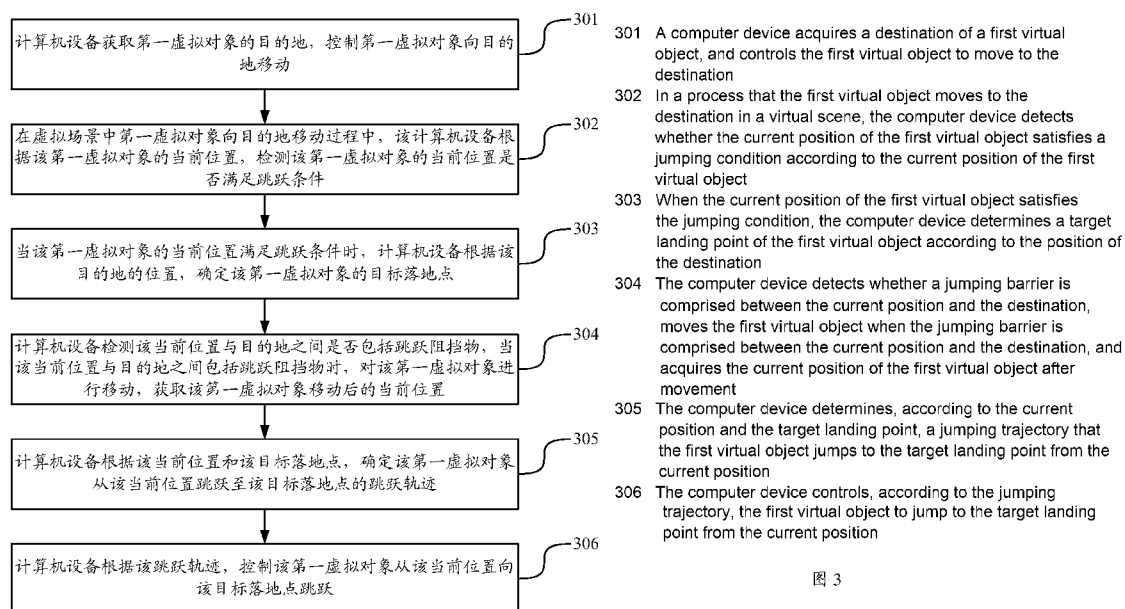 计算机设备获取第一虚拟对象的目的地，控制第一虚拟对象向目的
地移动
301
在虚拟场景中第一虚拟对象向目的地移动过程中，该计算机设备根
据该第一虚拟对象的当前位置，检测该第一虚拟对象的当前位置是
否满足跳跃条件
302
当该第一虚拟对象的当前位置满足跳跃条件时，计算机设备根据该
目的地的位置，确定该第一虚拟对象的目标落地点
303
计算机设备检测该当前位置与目的地之间是否包括跳跃阻挡物，当
该当前位置与目的地之间包括跳跃阻挡物时，对该第一虚拟对象进
行移动，获取该第一虚拟对象移动后的当前位置
304
计算机设备根据该当前位置和该目标落地点，确定该第一虚拟对象
从该当前位置跳跃至该目标落地点的跳跃轨迹
305
计算机设备根据该跳跃轨迹，控制该第一虚拟对象从该当前位置向
该目标落地点跳跃
306
301 A computer device acquires a destination of a first virtual
object, and controls the first virtual object to move to the
destination
302 In a process that the first virtual object moves to the
destination in a virtual scene, the computer device detects
whether the current position of the first virtual object satisfies a
jumping condition according to the current position of the first
virtual object
303 When the current position of the first virtual object satisfies
the jumping condition, the computer device determines a target
landing point of the first virtual object according to the position of
the destination
304 The computer device detects whether a jumping barrier is
comprised between the current position and the destination,
moves the first virtual object when the jumping barrier is
comprised between the current position and the destination, and
acquires the current position of the first virtual object after
movement
305 The computer device determines, according to the current
position and the target landing point, a jumping trajectory that
the first virtual object jumps to the target landing point from the
current position
306 The computer device controls, according to the jumping
trajectory, the first virtual object to jump to the target landing
point from the current position
图 3